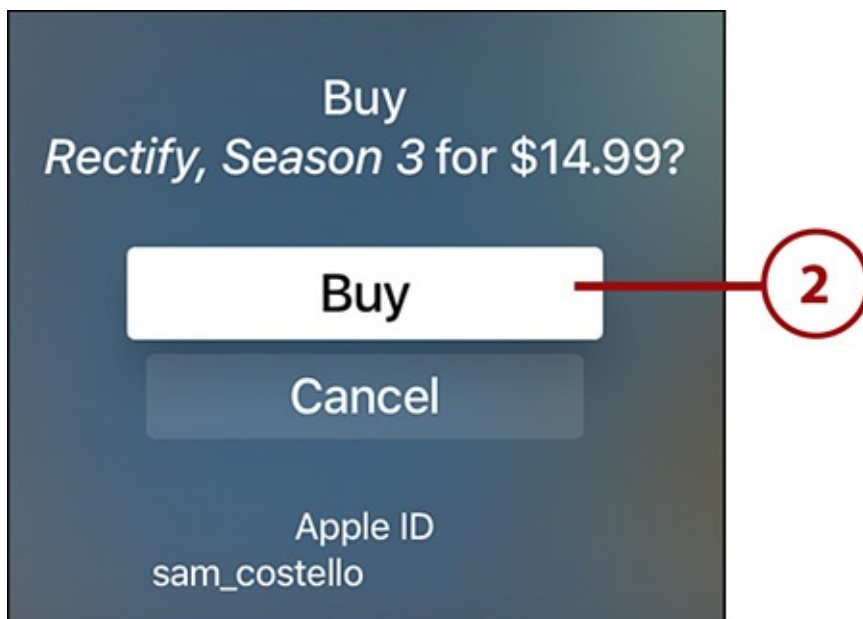 Buy
Rectify, Season 3 for $14.99?
Buy
2
Cancel
Apple ID
sam_costello